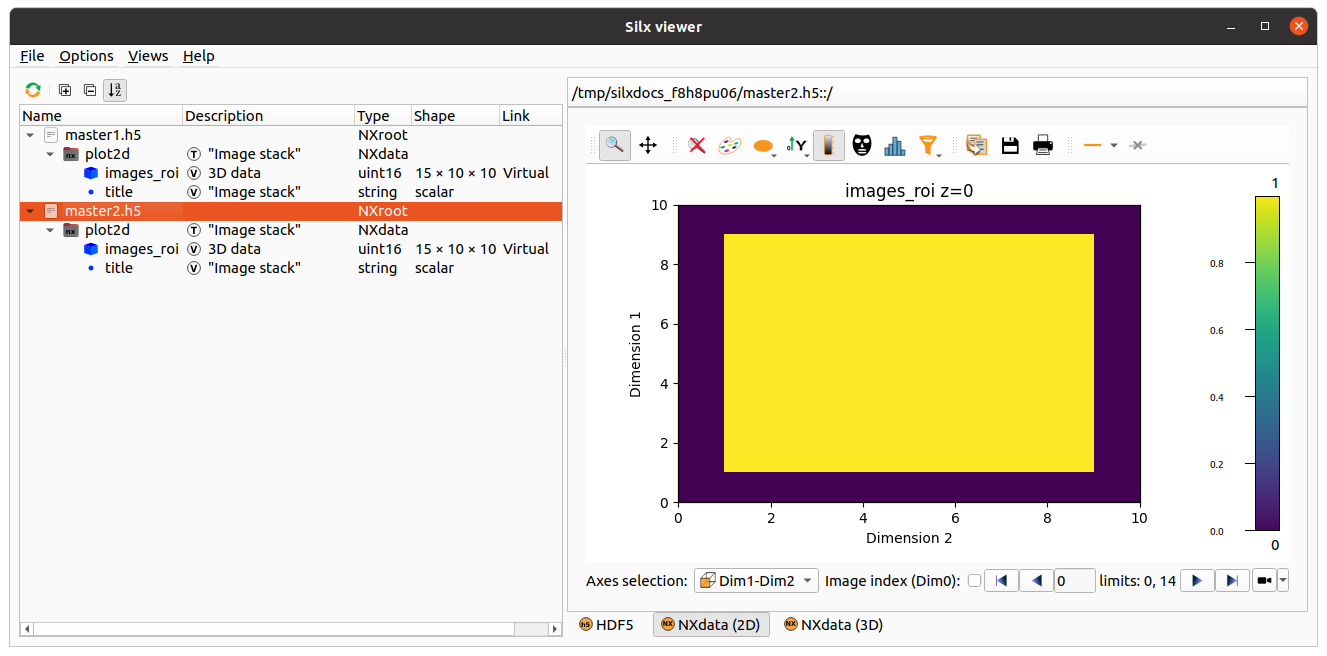 Silx viewer
File Options Views Help
Name Description Type Shape Link
master1.h5 NXroot
plot2d T "Image stack" NXdata
images_roi V 3D data uint16 15 × 10 × 10 Virtual
title V "Image stack" string scalar
master2.h5 NXroot
plot2d T "Image stack" NXdata
images_roi V 3D data uint16 15 × 10 × 10 Virtual
title V "Image stack" string scalar
/tmp/silxdocs_f8h8pu06/master2.h5::/
Y
images_roi z=0
10
8
6
4
2
0
Dimension 1
0 2 4 6 8 10
Dimension 2
1
0.8
0.6
0.4
0.2
0.0
0
Axes selection: Dim1-Dim2 Image index (Dim0): 0 limits: 0, 14
h5 HDF5 NX NXdata (2D) NX NXdata (3D)